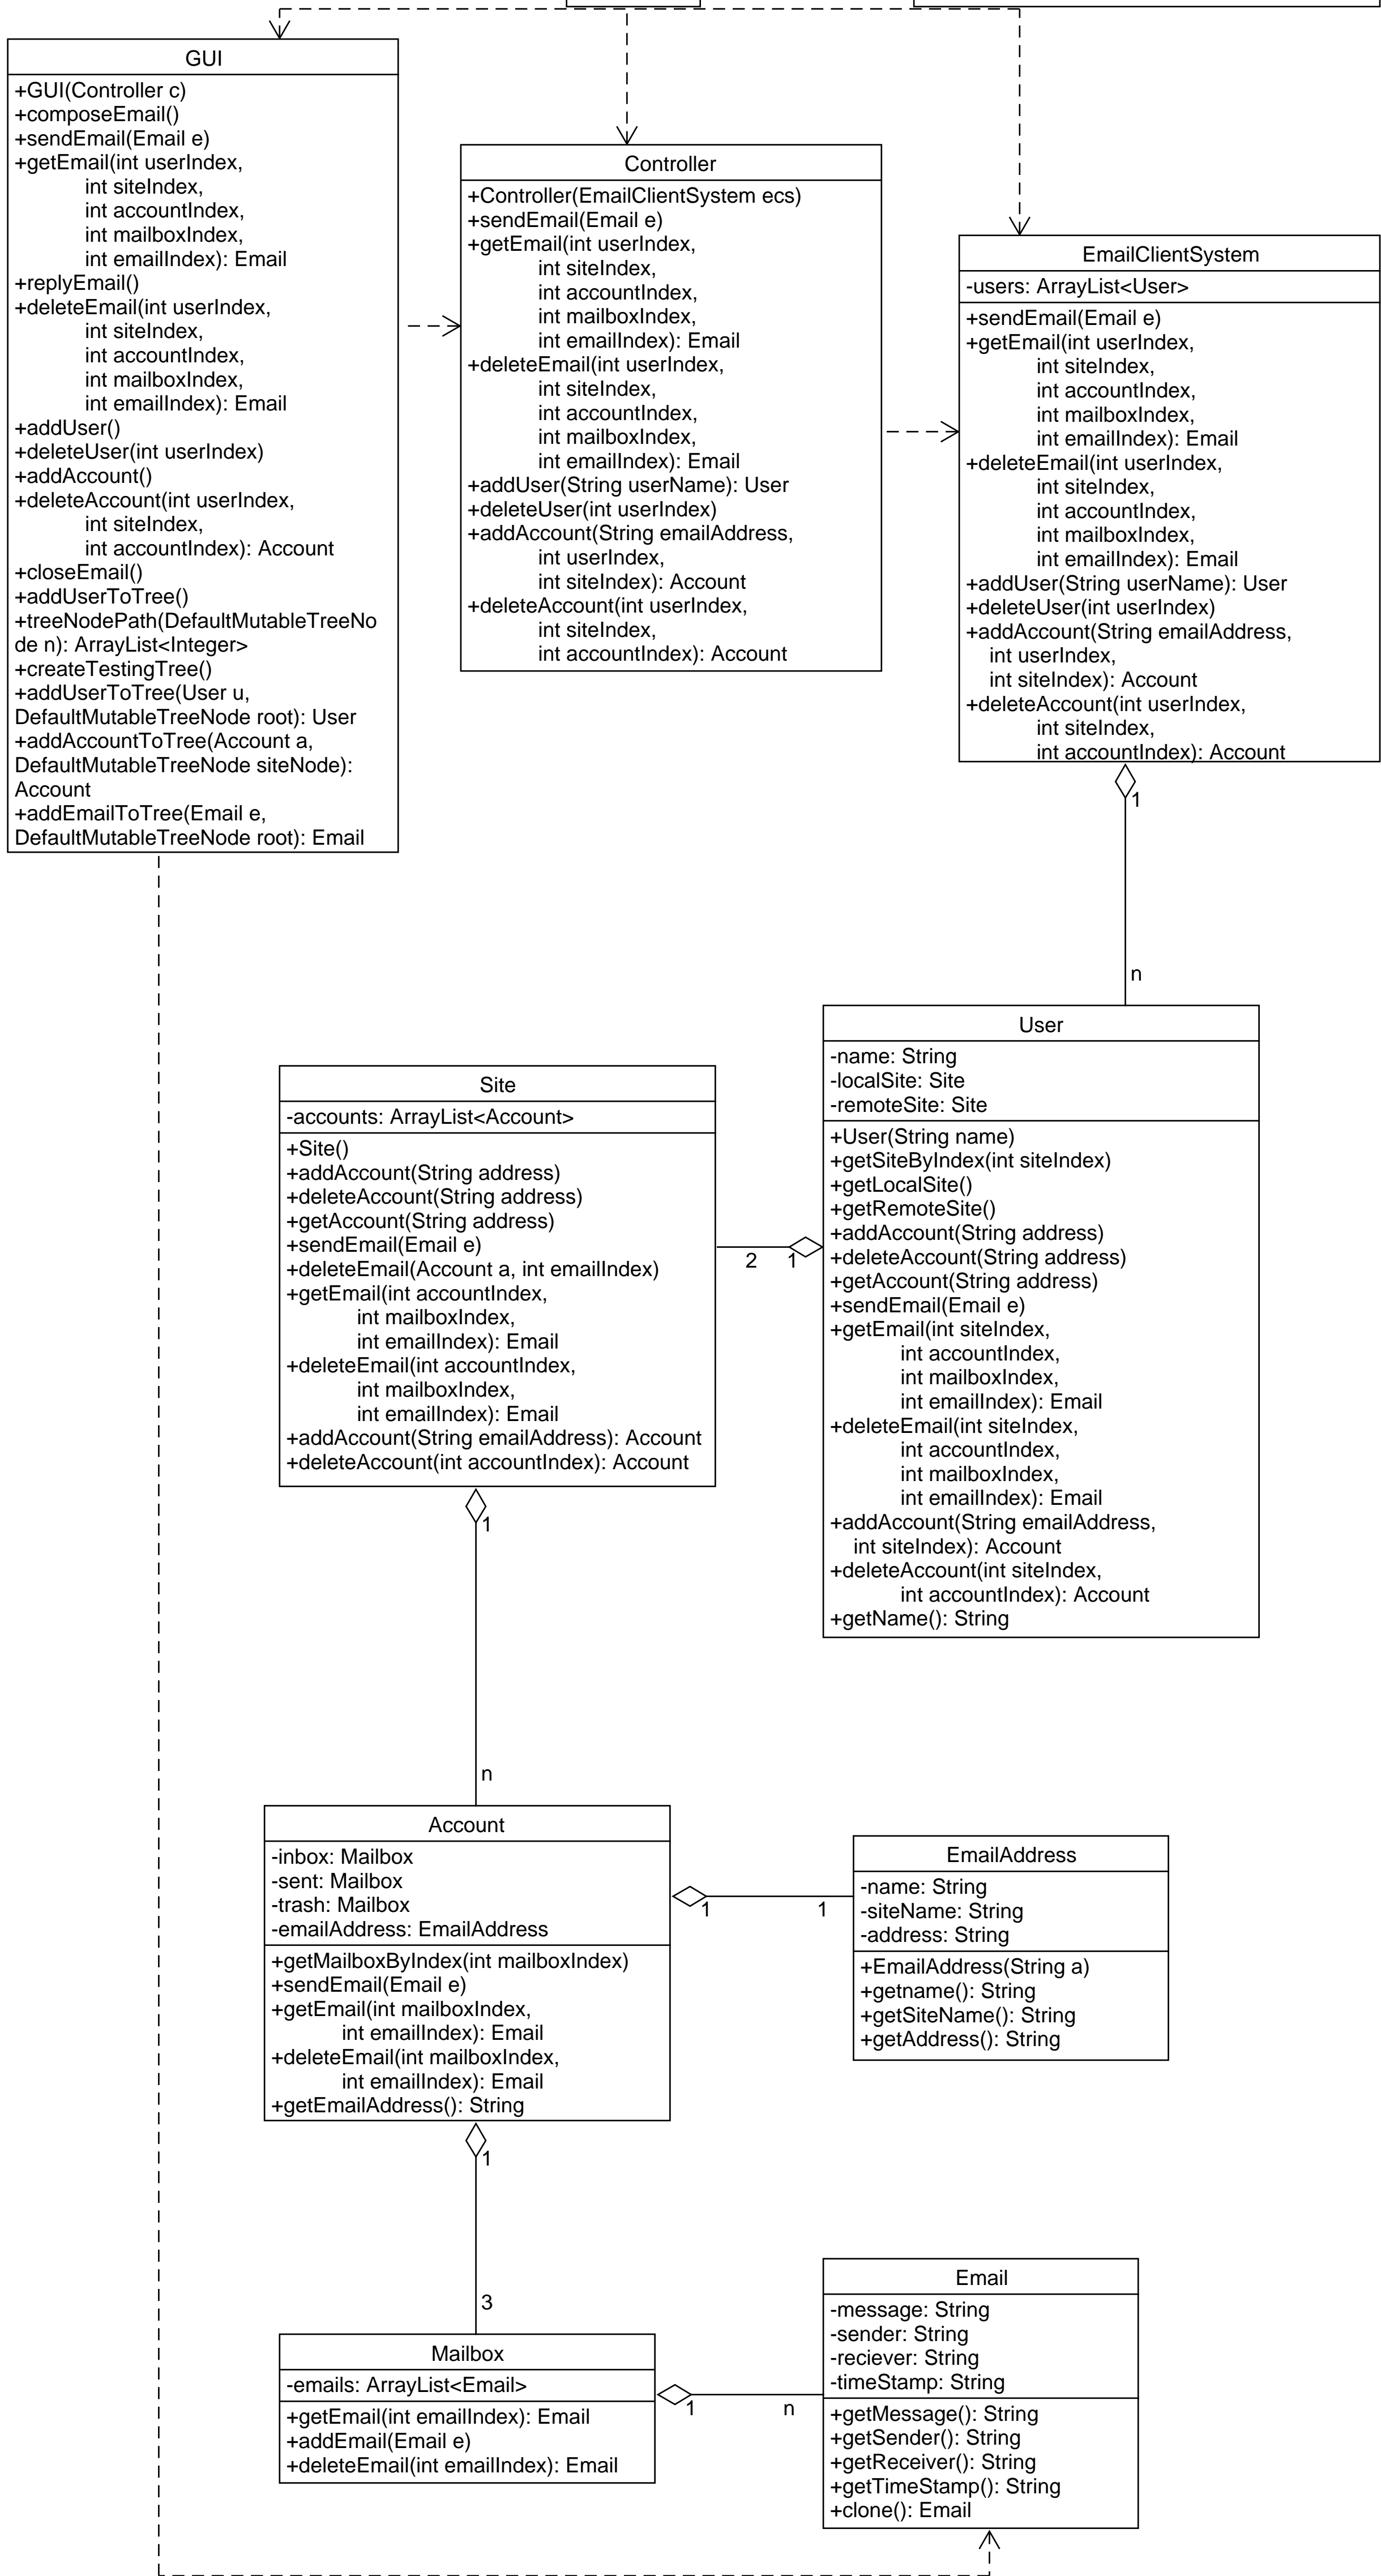 GUI
+GUI(Controller c)
+composeEmail()
+sendEmail(Email e)
+getEmail(int userIndex,
int siteIndex,
int accountIndex,
int mailboxIndex,
int emailIndex): Email
+replyEmail()
+deleteEmail(int userIndex,
int siteIndex,
int accountIndex,
int mailboxIndex,
int emailIndex): Email
+addUser()
+deleteUser(int userIndex)
+addAccount()
+deleteAccount(int userIndex,
int siteIndex,
int accountIndex): Account
+closeEmail()
+addUserToTree()
+treeNodePath(DefaultMutableTreeNo
de n): ArrayList<Integer>
+createTestingTree()
+addUserToTree(User u,
DefaultMutableTreeNode root): User
+addAccountToTree(Account a,
DefaultMutableTreeNode siteNode):
Account
+addEmailToTree(Email e,
DefaultMutableTreeNode root): Email
Controller
+Controller(EmailClientSystem ecs)
+sendEmail(Email e)
+getEmail(int userIndex,
int siteIndex,
int accountIndex,
int mailboxIndex,
int emailIndex): Email
+deleteEmail(int userIndex,
int siteIndex,
int accountIndex,
int mailboxIndex,
int emailIndex): Email
+addUser(String userName): User
+deleteUser(int userIndex)
+addAccount(String emailAddress,
int userIndex,
int siteIndex): Account
+deleteAccount(int userIndex,
int siteIndex,
int accountIndex): Account
EmailClientSystem
-users: ArrayList<User>
+sendEmail(Email e)
+getEmail(int userIndex,
int siteIndex,
int accountIndex,
int mailboxIndex,
int emailIndex): Email
+deleteEmail(int userIndex,
int siteIndex,
int accountIndex,
int mailboxIndex,
int emailIndex): Email
+addUser(String userName): User
+deleteUser(int userIndex)
+addAccount(String emailAddress,
int userIndex,
int siteIndex): Account
+deleteAccount(int userIndex,
int siteIndex,
int accountIndex): Account
1
n
User
-name: String
-localSite: Site
-remoteSite: Site
+User(String name)
+getSiteByIndex(int siteIndex)
+getLocalSite()
+getRemoteSite()
+addAccount(String address)
+deleteAccount(String address)
+getAccount(String address)
+sendEmail(Email e)
+getEmail(int siteIndex,
int accountIndex,
int mailboxIndex,
int emailIndex): Email
+deleteEmail(int siteIndex,
int accountIndex,
int mailboxIndex,
int emailIndex): Email
+addAccount(String emailAddress,
int siteIndex): Account
+deleteAccount(int siteIndex,
int accountIndex): Account
+getName(): String
2 1
Site
-accounts: ArrayList<Account>
+Site()
+addAccount(String address)
+deleteAccount(String address)
+getAccount(String address)
+sendEmail(Email e)
+deleteEmail(Account a, int emailIndex)
+getEmail(int accountIndex,
int mailboxIndex,
int emailIndex): Email
+deleteEmail(int accountIndex,
int mailboxIndex,
int emailIndex): Email
+addAccount(String emailAddress): Account
+deleteAccount(int accountIndex): Account
1
n
Account
-inbox: Mailbox
-sent: Mailbox
-trash: Mailbox
-emailAddress: EmailAddress
+getMailboxByIndex(int mailboxIndex)
+sendEmail(Email e)
+getEmail(int mailboxIndex,
int emailIndex): Email
+deleteEmail(int mailboxIndex,
int emailIndex): Email
+getEmailAddress(): String
1 1
EmailAddress
-name: String
-siteName: String
-address: String
+EmailAddress(String a)
+getname(): String
+getSiteName(): String
+getAddress(): String
1
3
Mailbox
-emails: ArrayList<Email>
+getEmail(int emailIndex): Email
+addEmail(Email e)
+deleteEmail(int emailIndex): Email
1 n
Email
-message: String
-sender: String
-reciever: String
-timeStamp: String
+getMessage(): String
+getSender(): String
+getReceiver(): String
+getTimeStamp(): String
+clone(): Email